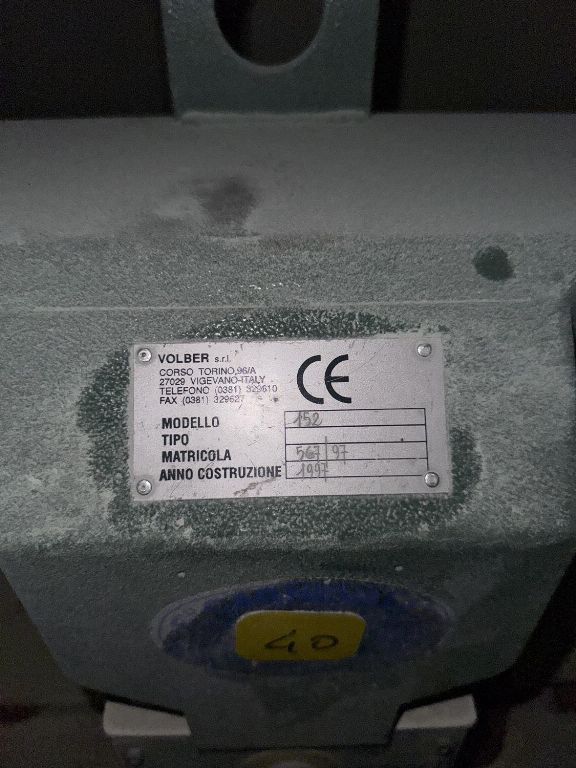 VOLBER s.r.l.
CORSO TORINO,96/A
27029 VIGEVANO-ITALY
TELEFONO (0381) 329610
FAX (0381) 329627
CE
MODELLO 152
TIPO
MATRICOLA 567/97
ANNO COSTRUZIONE 1997
40